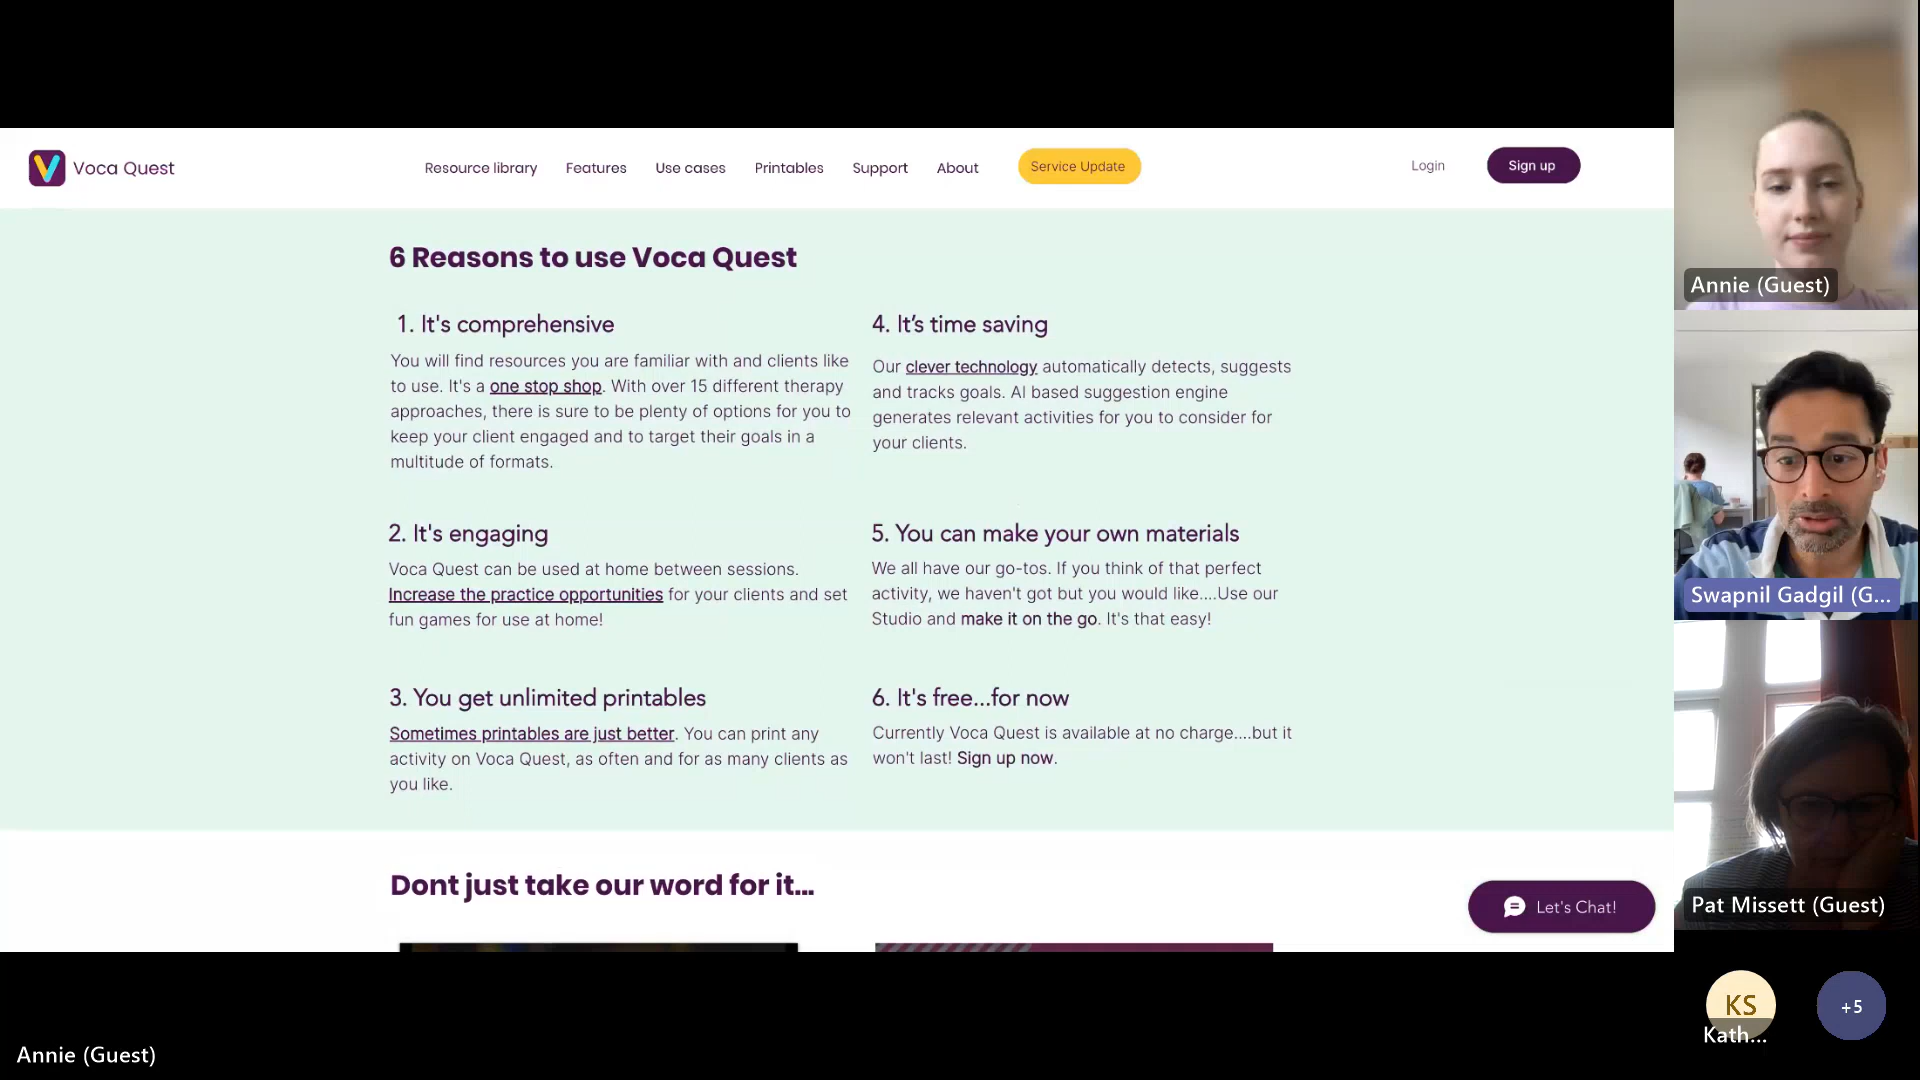 Voca Quest
Resource library
Features
Use cases
Printables
Support
About
Service Update
Login
Sign up
6 Reasons to use Voca Quest
1. It's comprehensive
You will find resources you are familiar with and clients like
to use. It's a one stop shop. With over 15 different therapy
approaches, there is sure to be plenty of options for you to
keep your client engaged and to target their goals in a
multitude of formats.
2. It's engaging
Voca Quest can be used at home between sessions.
Increase the practice opportunities for your clients and set
fun games for use at home!
3. You get unlimited printables
Sometimes printables are just better. You can print any
activity on Voca Quest, as often and for as many clients as
you like.
4. It’s time saving
Our clever technology automatically detects, suggests
and tracks goals. AI based suggestion engine
generates relevant activities for you to consider for
your clients.
5. You can make your own materials
We all have our go-tos. If you think of that perfect
activity, we haven't got but you would like....Use our
Studio and make it on the go. It's that easy!
6. It's free...for now
Currently Voca Quest is available at no charge....but it
won't last! Sign up now.
Dont just take our word for it...
Let's Chat!
Annie (Guest)
Swapnil Gadgil (G...
Pat Missett (Guest)
KS
Kath...
+5
Annie (Guest)